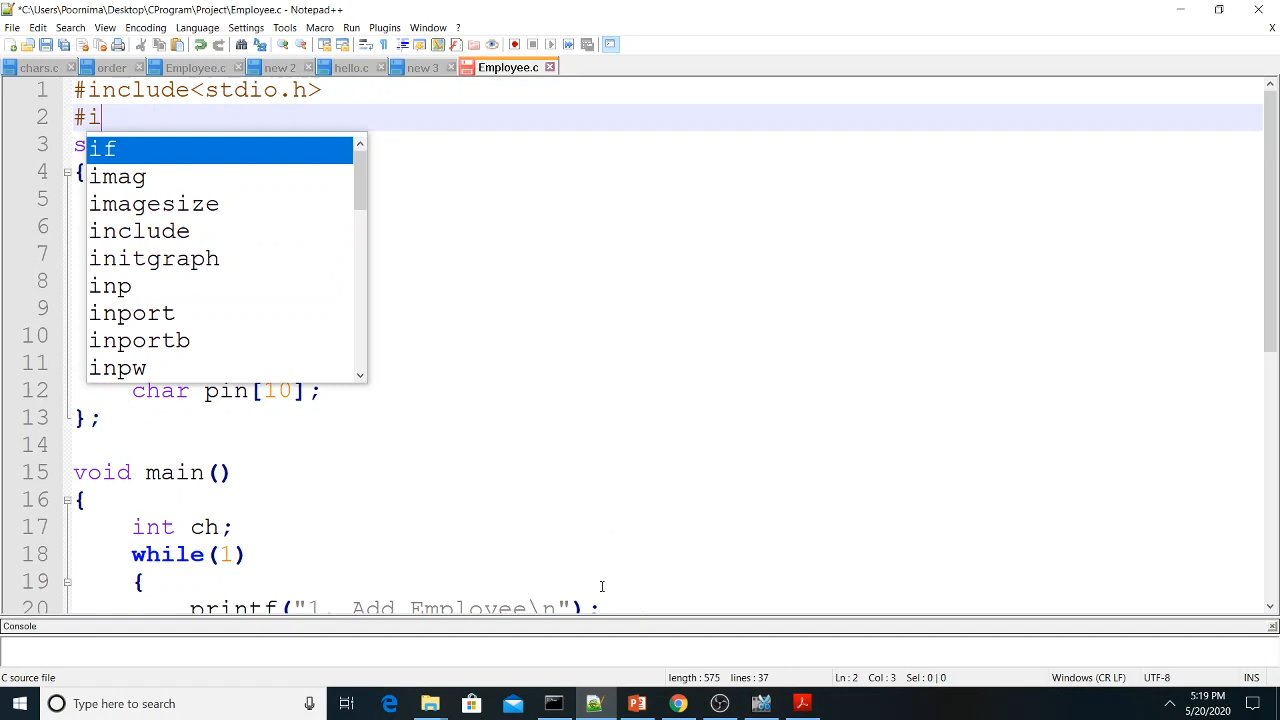 *C:\Users\Poornima\Desktop\CProgram\Project\Employee.c - Notepad++
File Edit Search View Encoding Language Settings Tools Macro Run Plugins Window ? X
chars.c order Employee.c new 2 hello.c new 3 Employee.c
1 #include<stdio.h>
2 #i
3 s
if
4 {
imag
5 imagesize
6 include
7 initgraph
8 inp
9 inport
10 inportb
11 inpw
12 char pin[10];
13 };
14
15 void main()
16 {
17 int ch;
18 while(1)
19 {
20 printf("1. Add Employee\n");
Console
C source file length : 575 lines : 37 Ln : 2 Col : 3 Sel : 0 | 0 Windows (CR LF) UTF-8 INS
Type here to search
5:19 PM
5/20/2020